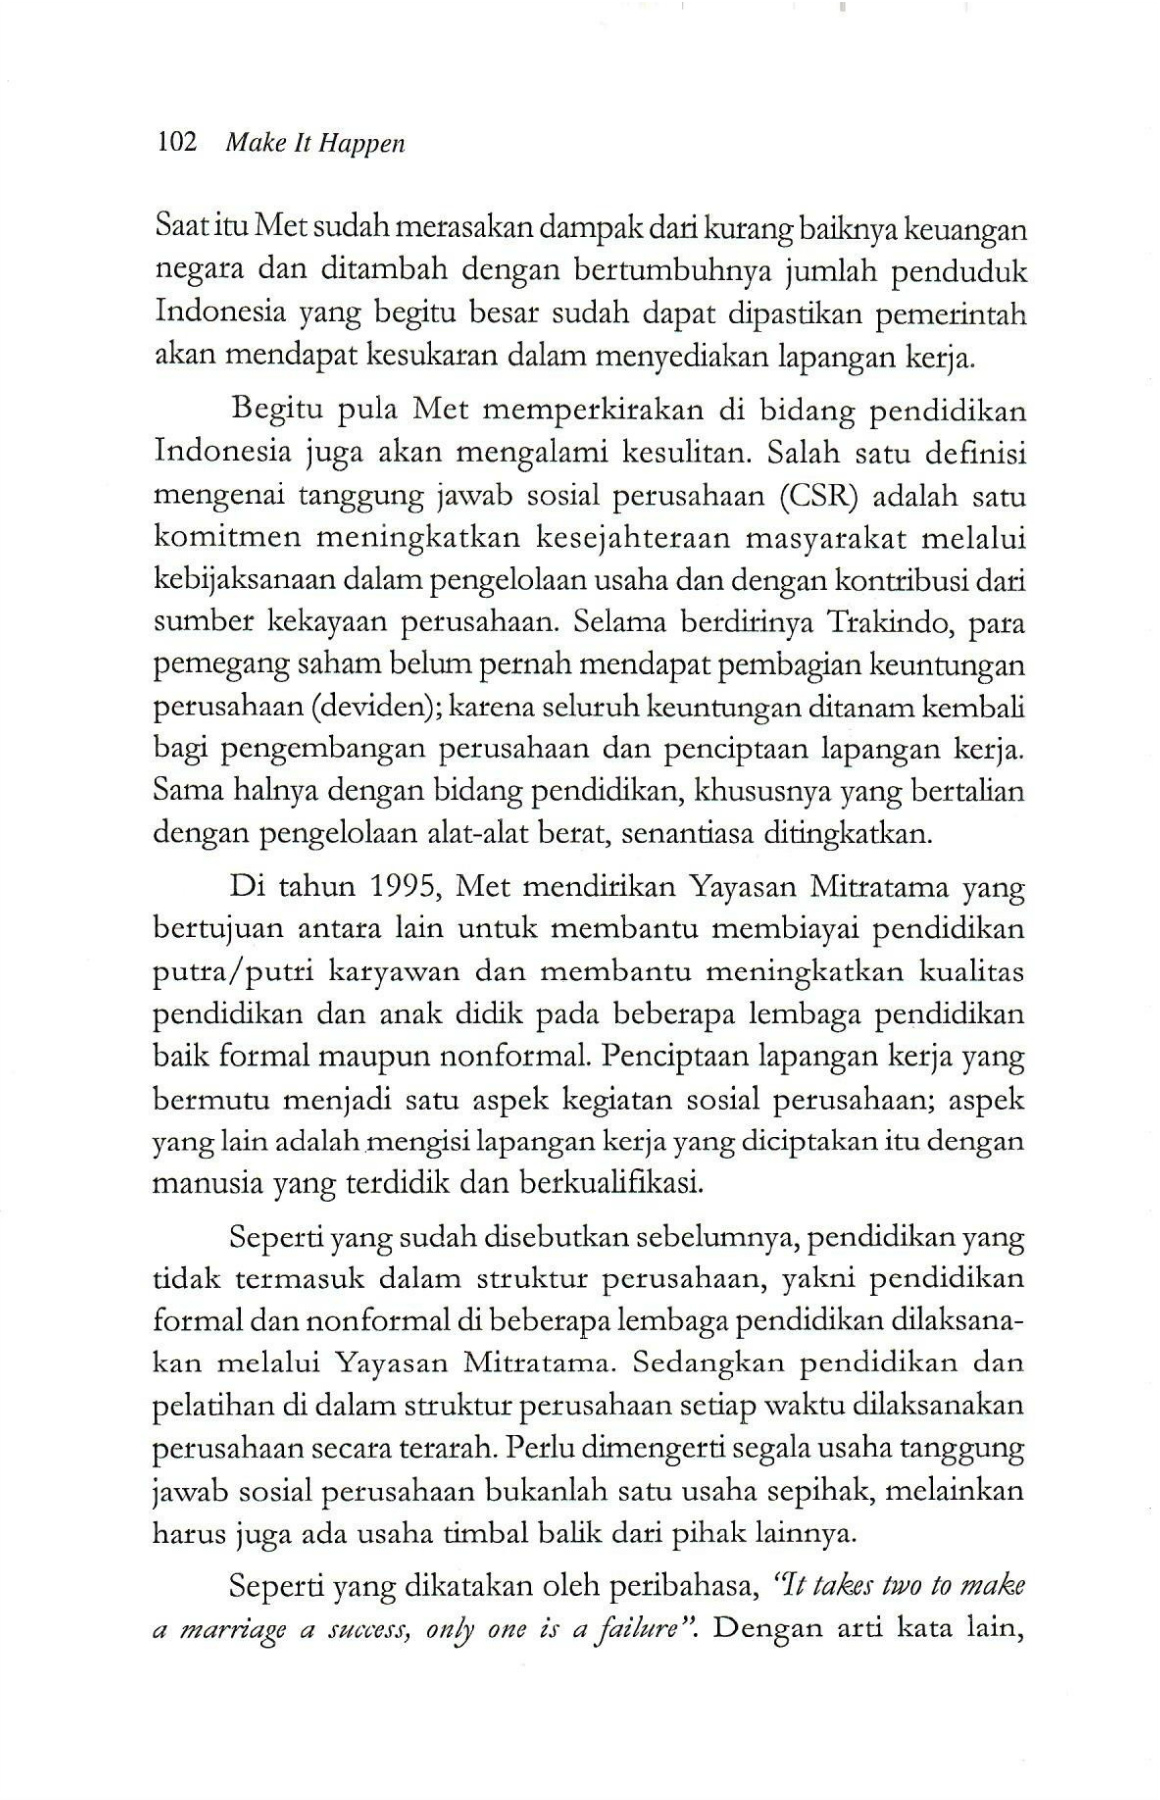 102 Make It Happen
Saat itu Met sudah merasakan dampak dari kurang baiknya keuangan
negara dan ditambah dengan bertumbuhnya jumlah penduduk
Indonesia yang begitu besar sudah dapat dipastikan pemerintah
akan mendapat kesukaran dalam menyediakan lapangan kerja.
Begitu pula Met memperkirakan di bidang pendidikan
Indonesia juga akan mengalami kesulitan. Salah satu definisi
mengenai tanggung jawab sosial perusahaan (CSR) adalah satu
komitmen meningkatkan kesejahteraan masyarakat melalui
kebijaksanaan dalam pengelolaan usaha dan dengan kontribusi dari
sumber kekayaan perusahaan. Selama berdirinya Trakindo, para
pemegang saham belum pernah mendapat pembagian keuntungan
perusahaan (deviden); karena seluruh keuntungan ditanam kembali
bagi pengembangan perusahaan dan penciptaan lapangan kerja.
Sama halnya dengan bidang pendidikan, khususnya yang bertalian
dengan pengelolaan alat-alat berat, senantiasa ditingkatkan.
Di tahun 1995, Met mendirikan Yayasan Mitratama yang
bertujuan antara lain untuk membantu membiayai pendidikan
putra/putri karyawan dan membantu meningkatkan kualitas
pendidikan dan anak didik pada beberapa lembaga pendidikan
baik formal maupun nonformal. Penciptaan lapangan kerja yang
bermutu menjadi satu aspek kegiatan sosial perusahaan; aspek
yang lain adalah mengisi lapangan kerja yang diciptakan itu dengan
manusia yang terdidik dan berkualifikasi.
Seperti yang sudah disebutkan sebelumnya, pendidikan yang
tidak termasuk dalam struktur perusahaan, yakni pendidikan
formal dan nonformal di beberapa lembaga pendidikan dilaksana-
kan melalui Yayasan Mitratama. Sedangkan pendidikan dan
pelatihan di dalam struktur perusahaan setiap waktu dilaksanakan
perusahaan secara terarah. Perlu dimengerti segala usaha tanggung
jawab sosial perusahaan bukanlah satu usaha sepihak, melainkan
harus juga ada usaha timbal balik dari pihak lainnya.
Seperti yang dikatakan oleh peribahasa, “It takes two to make
a marriage a success, only one is a failure”. Dengan arti kata lain,